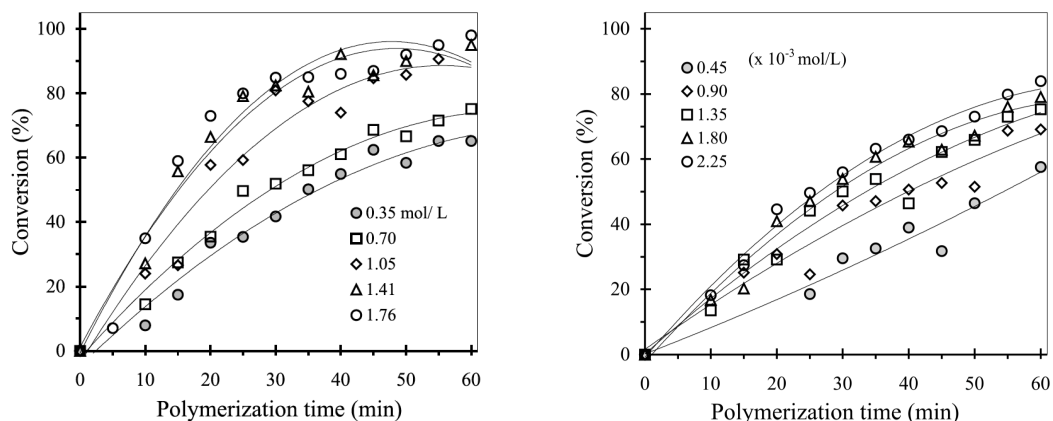 100
80
60
40
20
0
Conversion (%)
0.35 mol/ L
0.70
1.05
1.41
1.76
0 10 20 30 40 50 60
Polymerization time (min)
100
80
60
40
20
0
Conversion (%)
0.45 (x 10-3 mol/L)
0.90
1.35
1.80
2.25
0 10 20 30 40 50 60
Polymerization time (min)